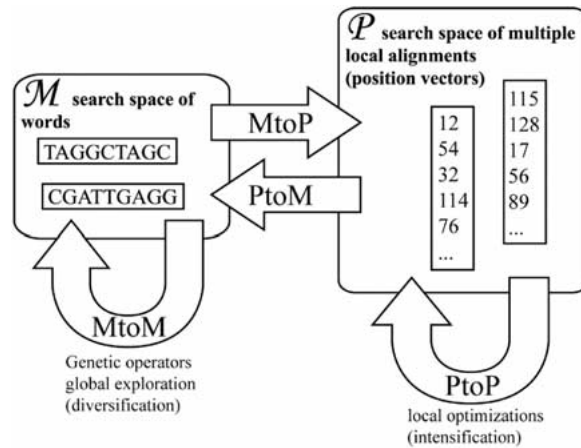 M search space of
words
TAGGCTAGC
CGATTGAGG
MtoM
Genetic operators
global exploration
(diversification)
MtoP
PtoM
P search space of multiple
local alignments
(position vectors)
12
54
32
114
76
...
115
128
17
56
89
...
PtoP
local optimizations
(intensification)